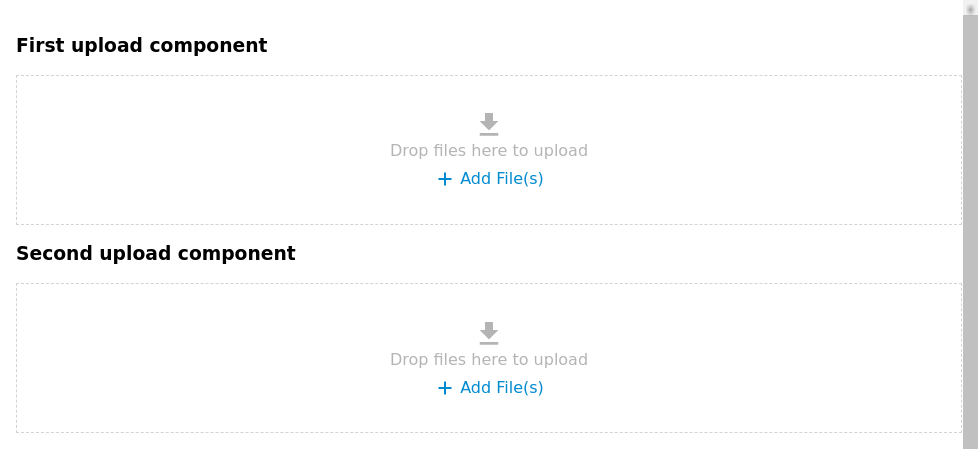 First upload component
Drop files here to upload
+ Add File(s)
Second upload component
Drop files here to upload
+ Add File(s)